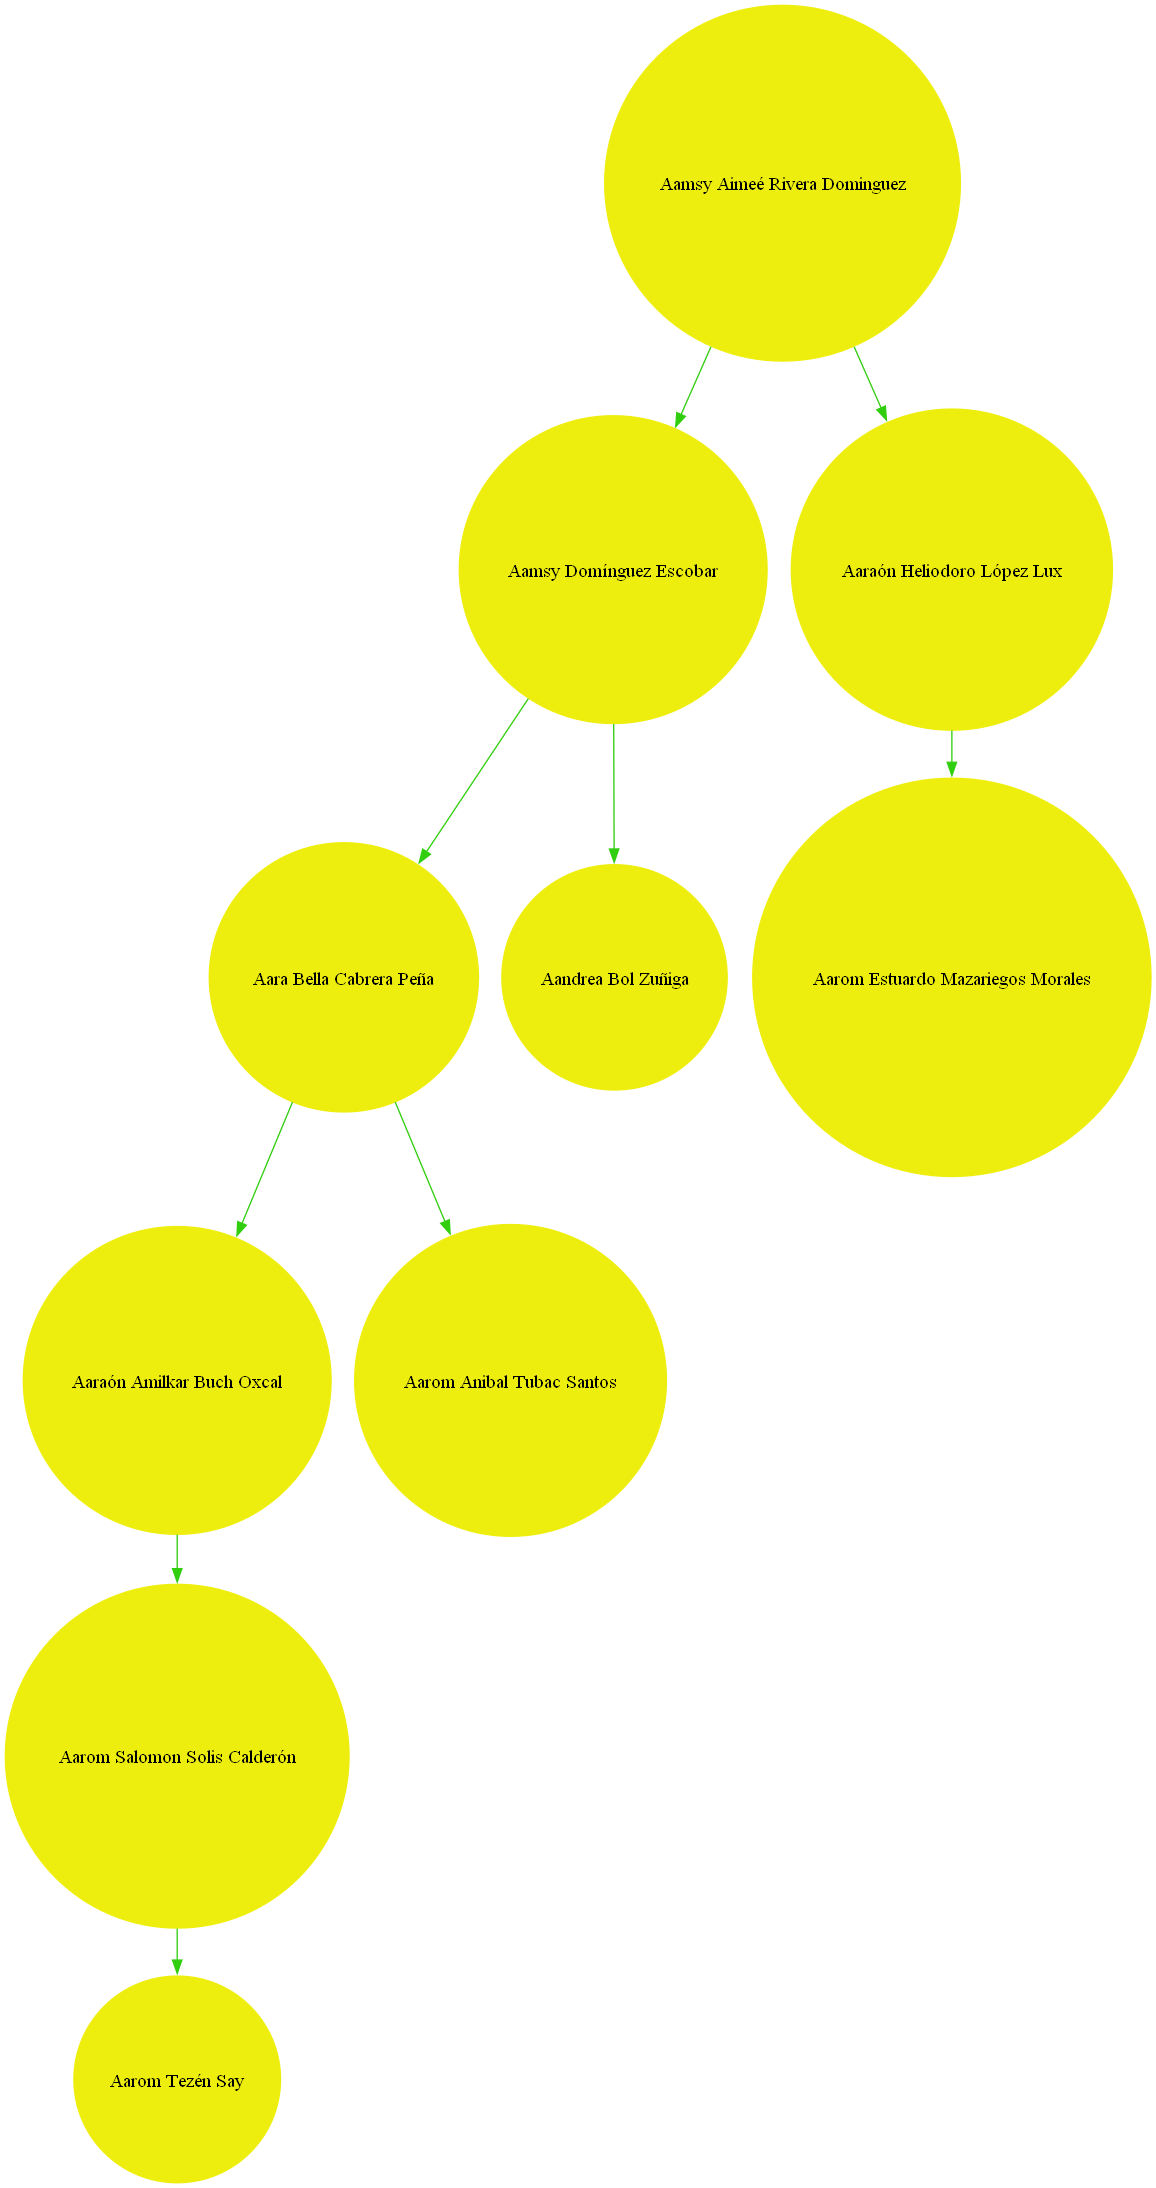 Aamsy Aimeé Rivera Dominguez
Aamsy Domínguez Escobar
Aaraón Heliodoro López Lux
Aara Bella Cabrera Peña
Aandrea Bol Zuñiga
Aarom Estuardo Mazariegos Morales
Aaraón Amilkar Buch Oxcal
Aarom Anibal Tubac Santos
Aarom Salomon Solis Calderón
Aarom Tezén Say